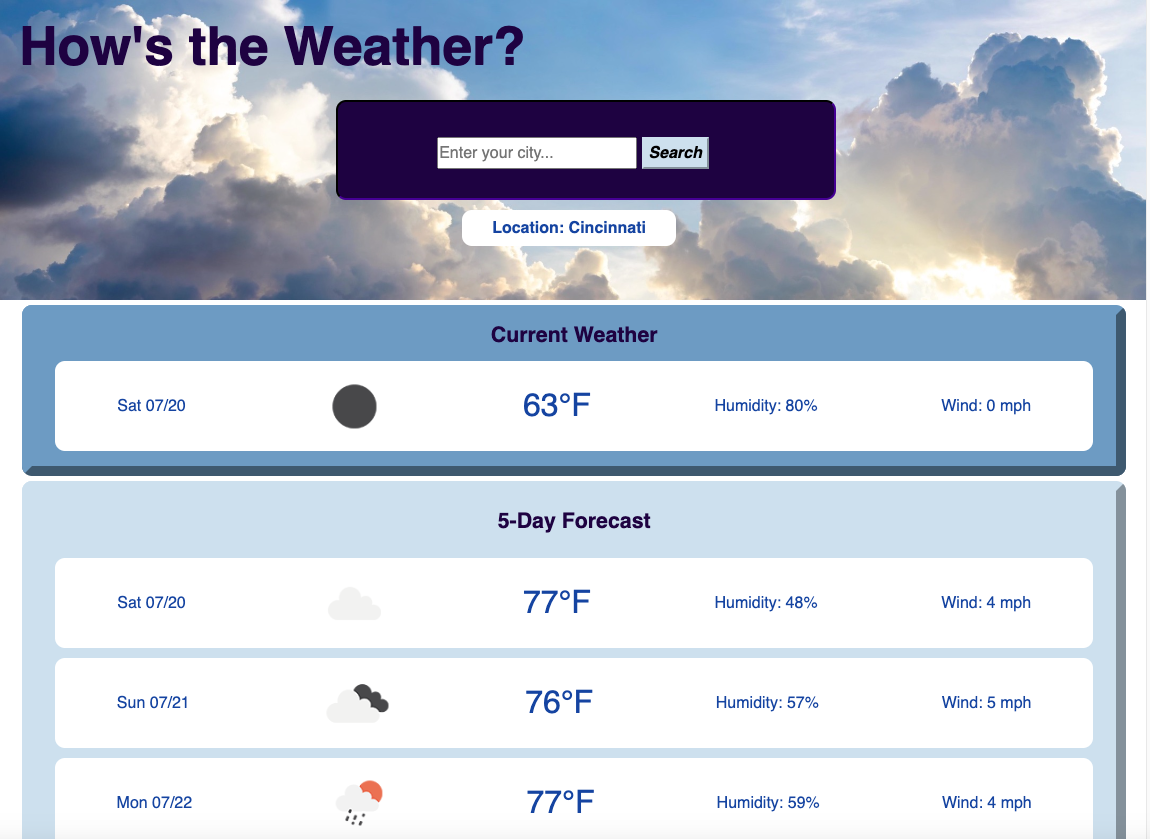 How's the Weather?
Enter your city... Search
Location: Cincinnati
Current Weather
Sat 07/20 63°F Humidity: 80% Wind: 0 mph
5-Day Forecast
Sat 07/20 77°F Humidity: 48% Wind: 4 mph
Sun 07/21 76°F Humidity: 57% Wind: 5 mph
Mon 07/22 77°F Humidity: 59% Wind: 4 mph